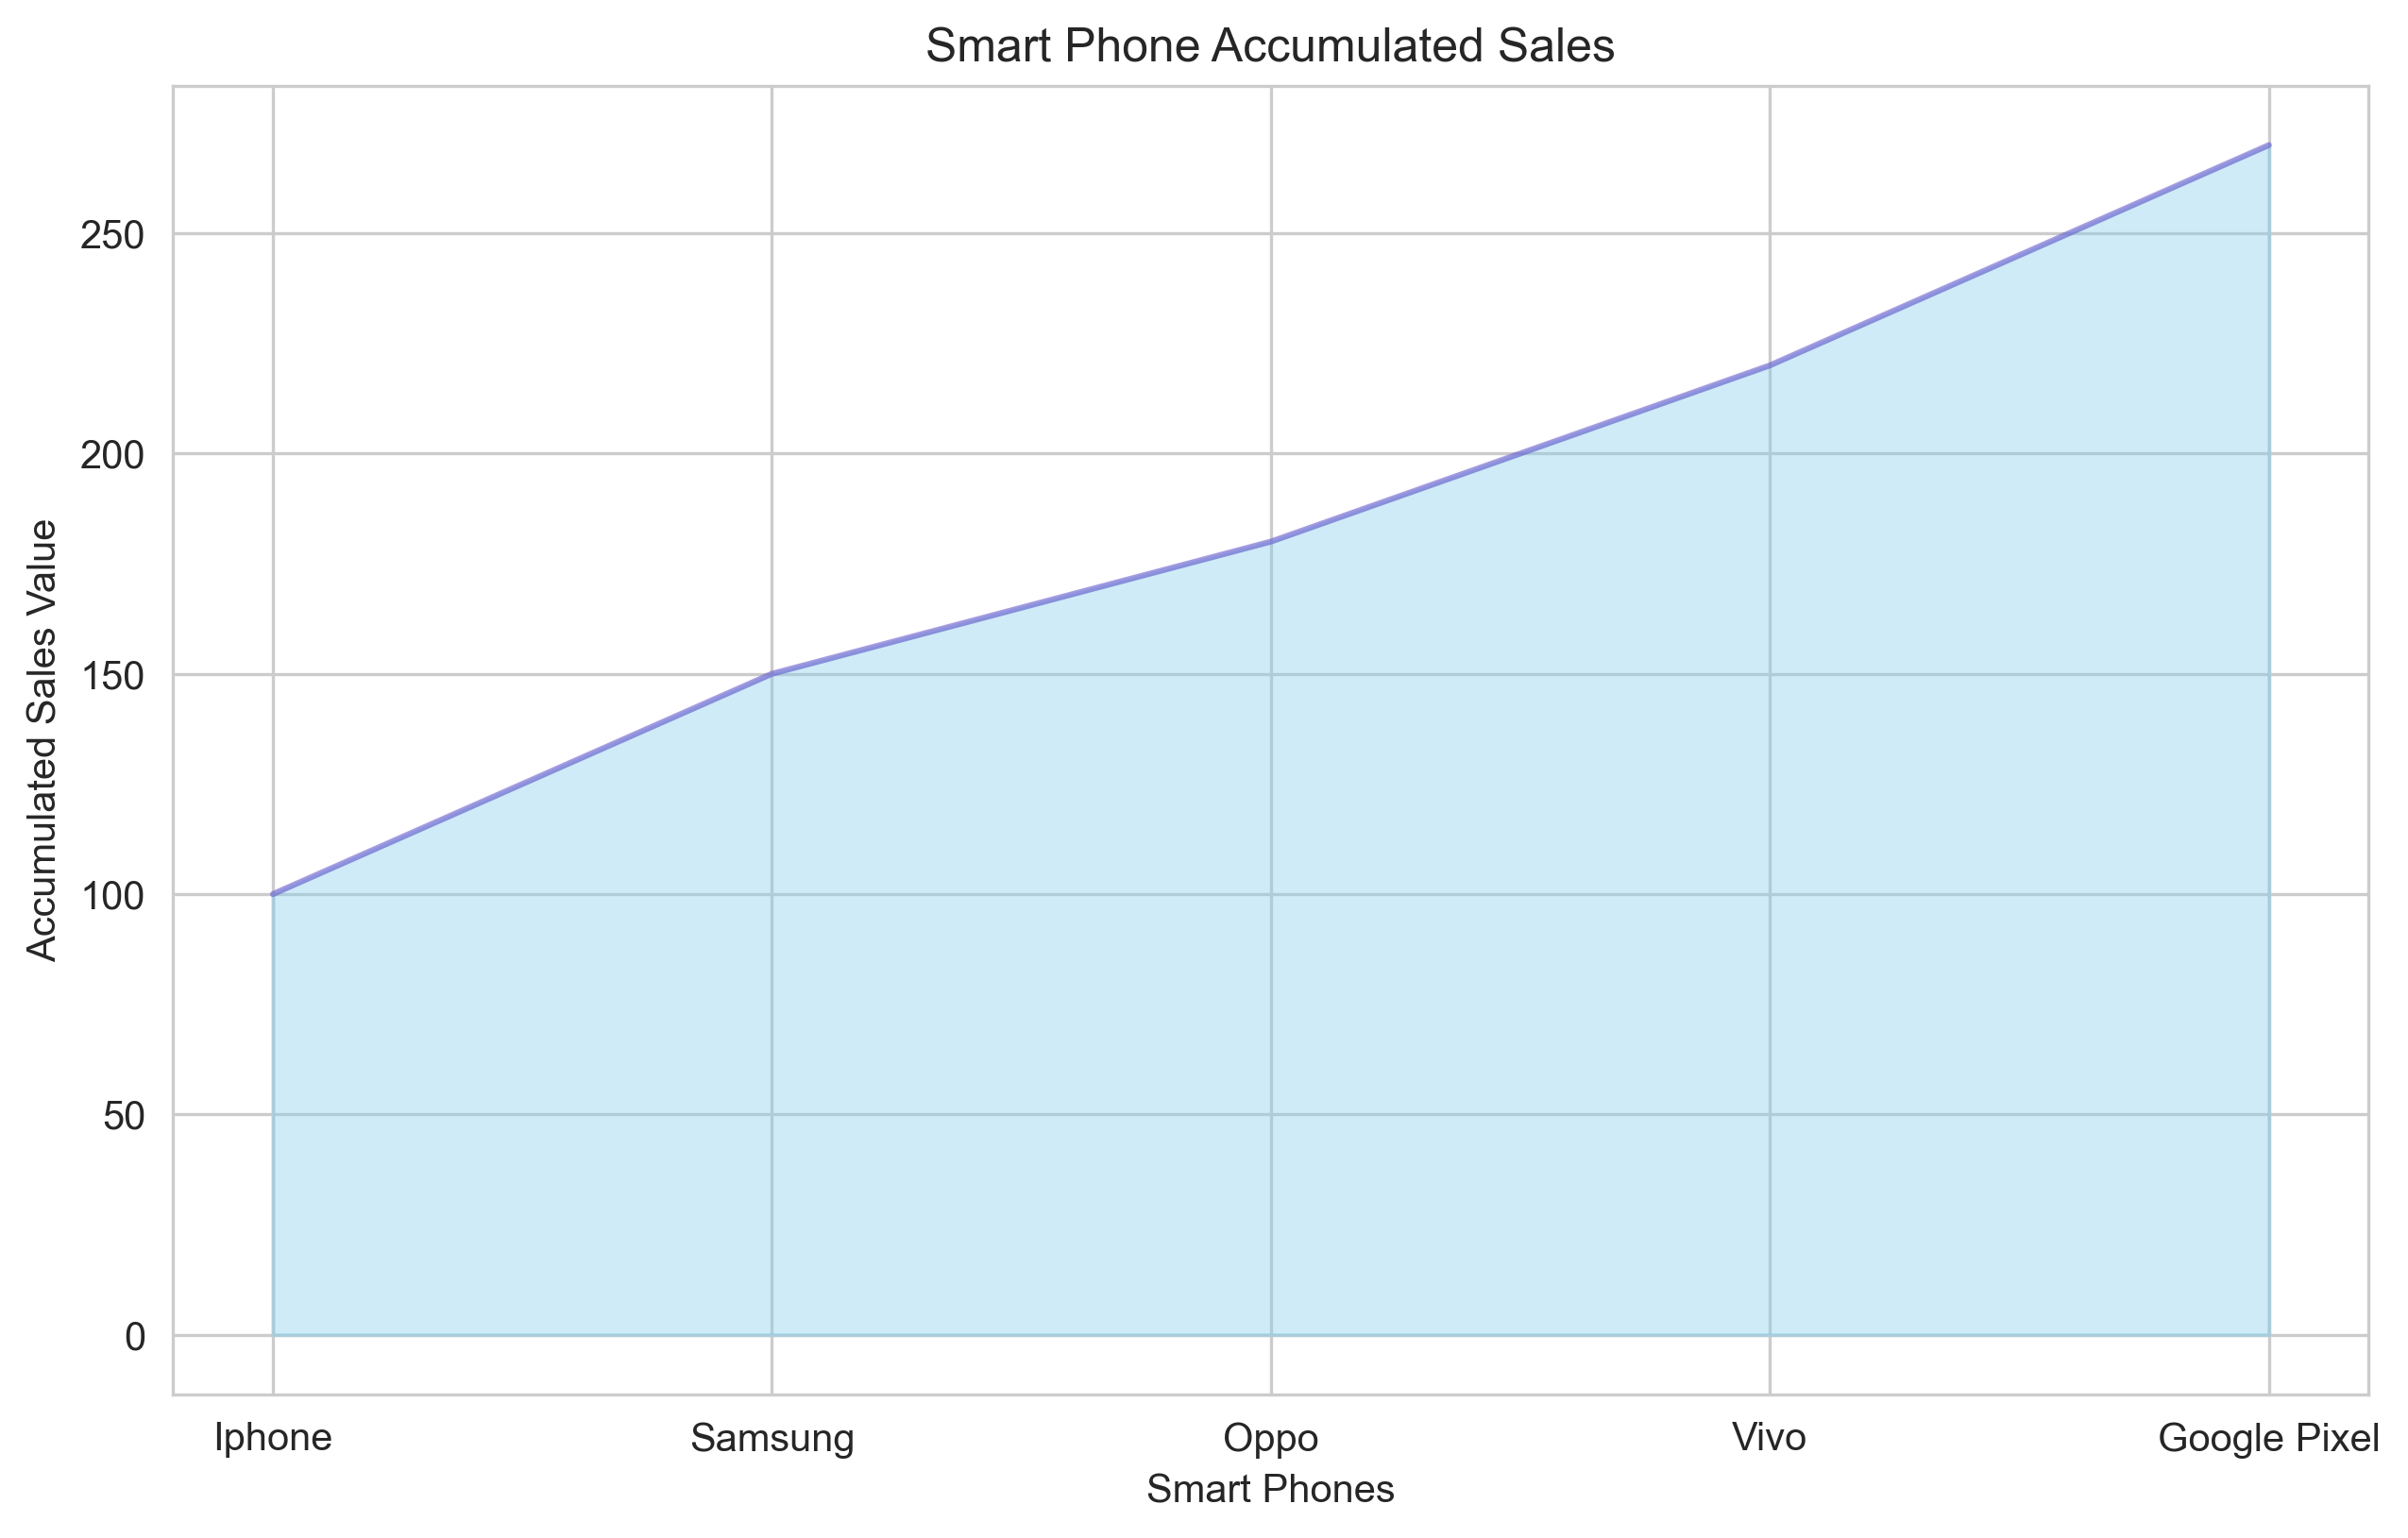 Smart Phone Accumulated Sales
Accumulated Sales Value
250
200
150
100
50
0
Iphone
Samsung
Oppo
Vivo
Google Pixel
Smart Phones